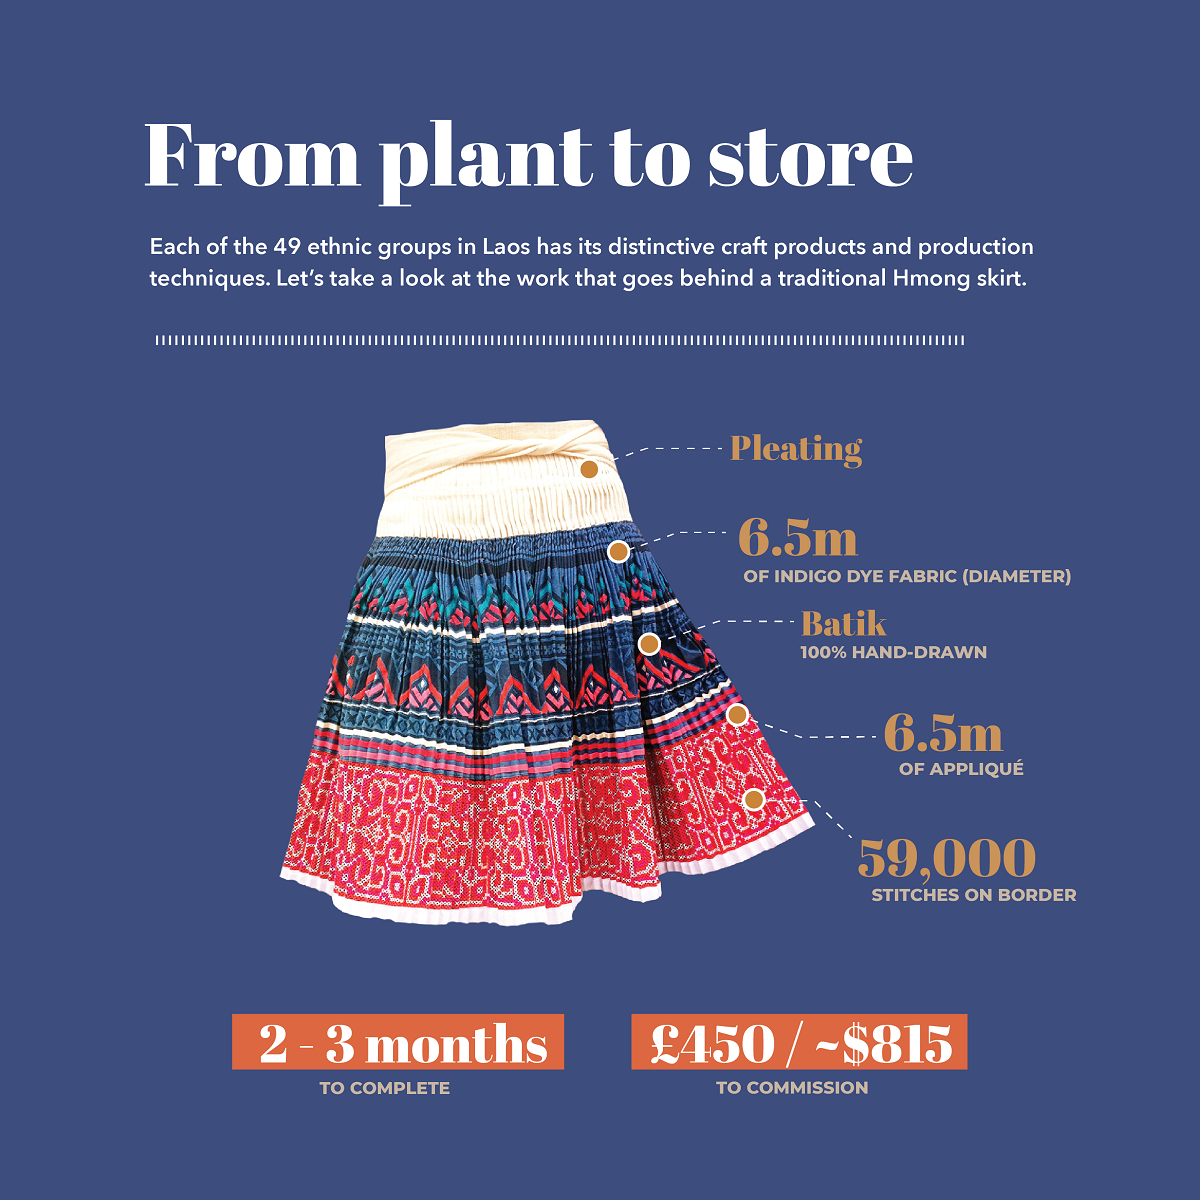 From plant to store
Each of the 49 ethnic groups in Laos has its distinctive craft products and production
techniques. Let's take a look at the work that goes behind a traditional Hmong skirt.
Pleating
6.5m
OF INDIGO DYE FABRIC (DIAMETER)
Batik
100% HAND-DRAWN
6.5m
OF APPLIQUÉ
59,000
STITCHES ON BORDER
2 - 3 months
TO COMPLETE
£450 / ~$815
TO COMMISSION